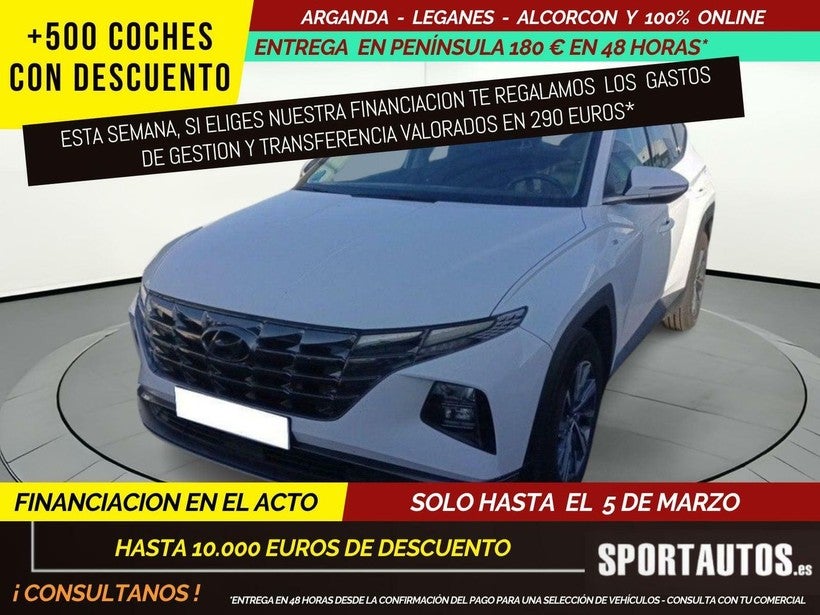 +500 COCHES
CON DESCUENTO
ARGANDA - LEGANES - ALCORCON Y 100% ONLINE
ENTREGA EN PENÍNSULA 180 € EN 48 HORAS*
ESTA SEMANA, SI ELIGES NUESTRA FINANCIACION TE REGALAMOS LOS GASTOS
DE GESTION Y TRANSFERENCIA VALORADOS EN 290 EUROS*
FINANCIACION EN EL ACTO
SOLO HASTA EL 5 DE MARZO
HASTA 10.000 EUROS DE DESCUENTO
SPORTAUTOS.es
¡ CONSULTANOS !
*ENTREGA EN 48 HORAS DESDE LA CONFIRMACIÓN DEL PAGO PARA UNA SELECCIÓN DE VEHÍCULOS - CONSULTA CON TU COMERCIAL